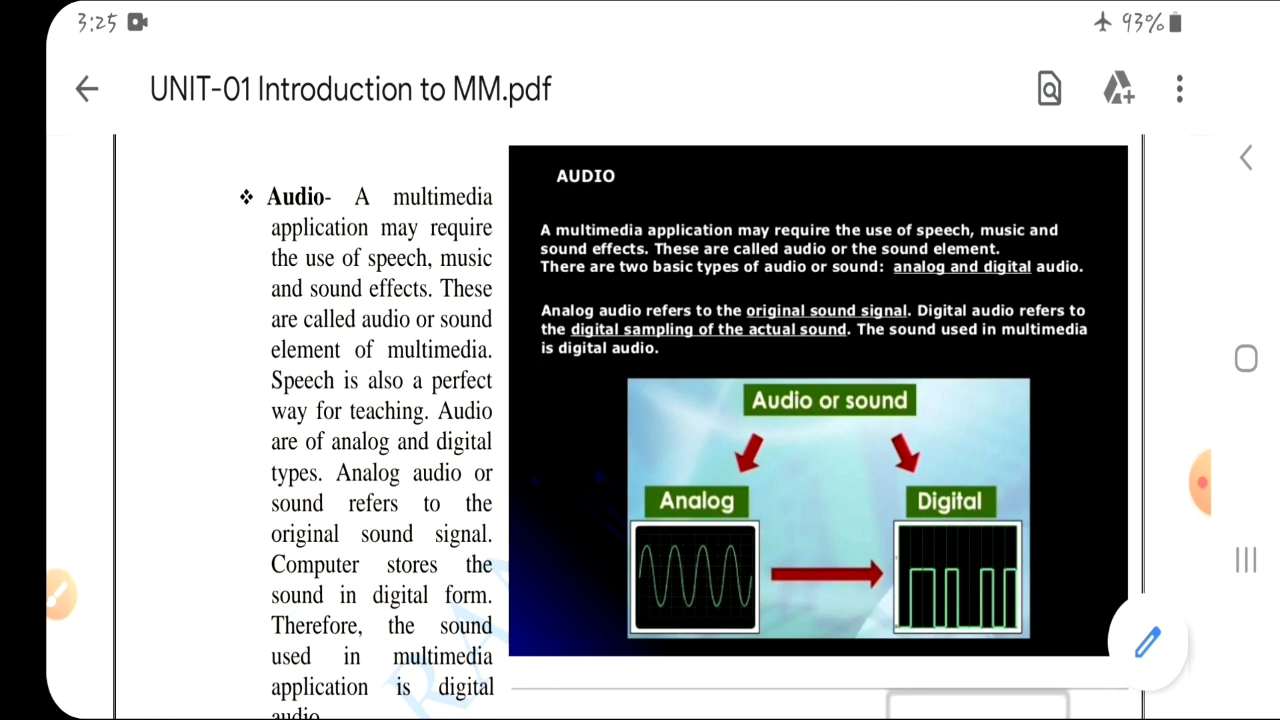 3:25
93%
UNIT-01 Introduction to MM.pdf
❖ Audio- A multimedia
application may require
the use of speech, music
and sound effects. These
are called audio or sound
element of multimedia.
Speech is also a perfect
way for teaching. Audio
are of analog and digital
types. Analog audio or
sound refers to the
original sound signal.
Computer stores the
sound in digital form.
Therefore, the sound
used in multimedia
application is digital
audio
AUDIO
A multimedia application may require the use of speech, music and
sound effects. These are called audio or the sound element.
There are two basic types of audio or sound: analog and digital audio.
Analog audio refers to the original sound signal. Digital audio refers to
the digital sampling of the actual sound. The sound used in multimedia
is digital audio.
Audio or sound
Analog
Digital